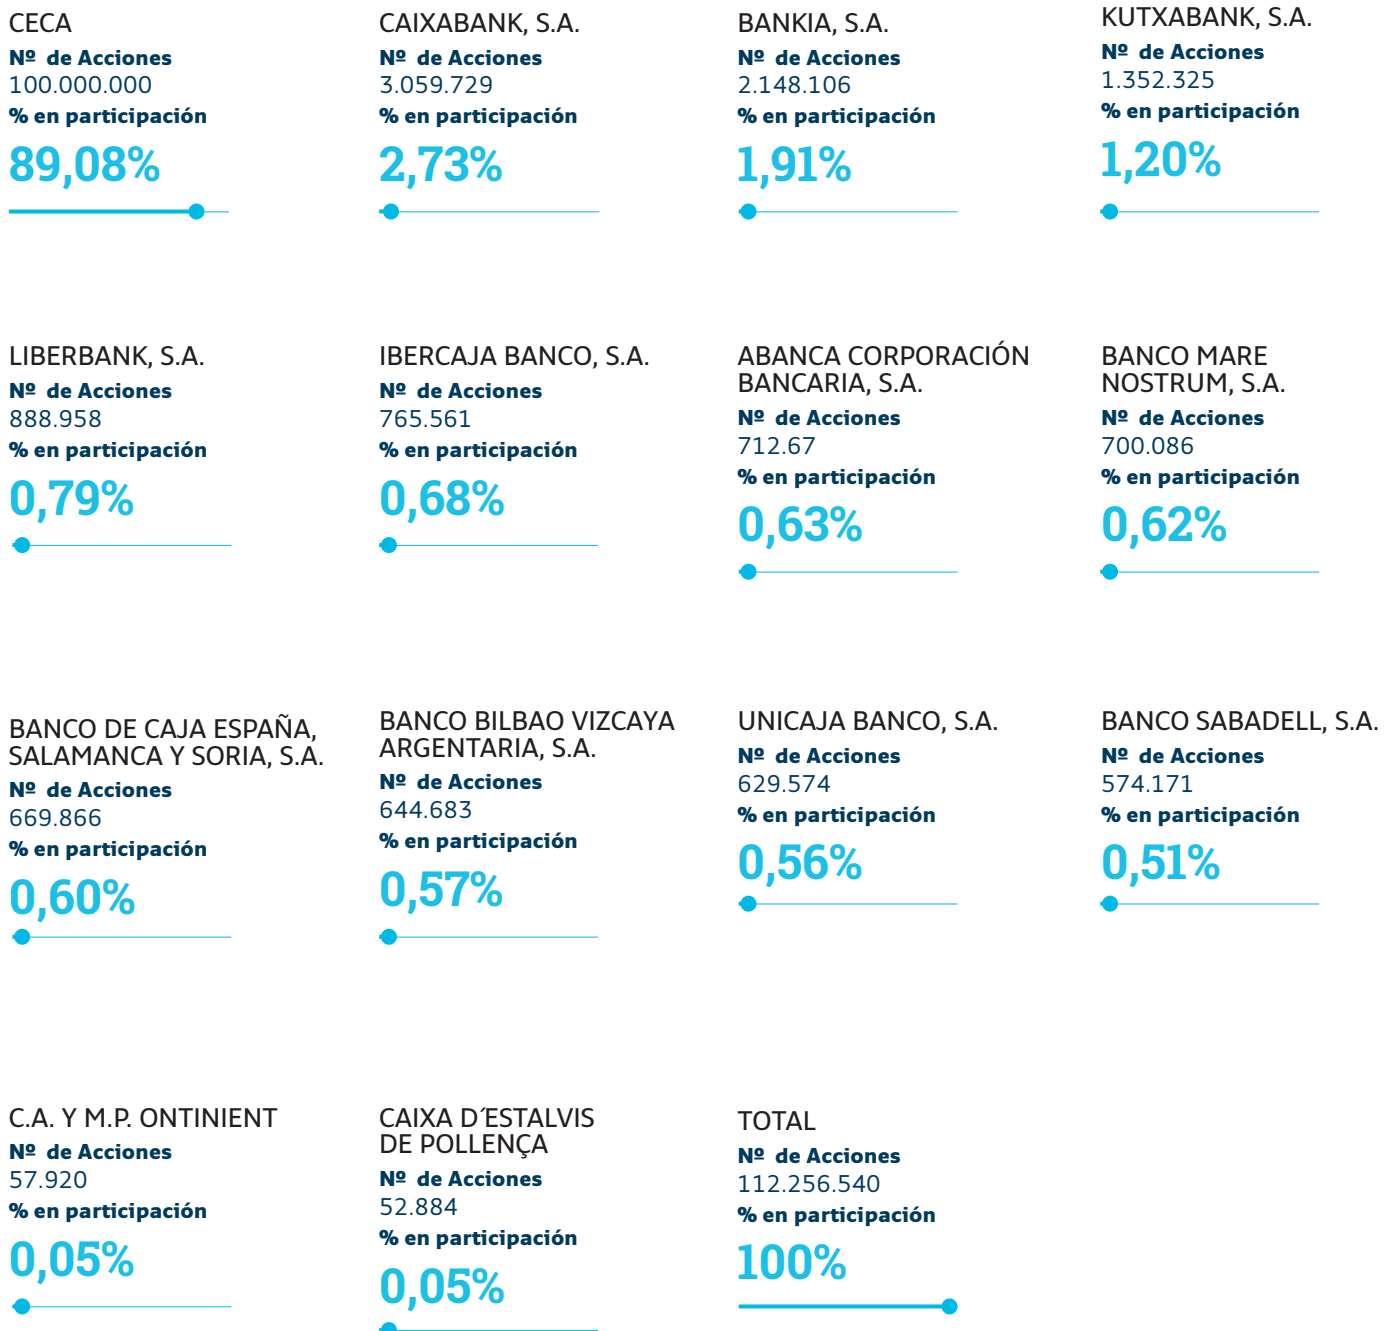 CECA
Nº de Acciones
100.000.000
% en participación
89,08%
CAIXABANK, S.A.
Nº de Acciones
3.059.729
% en participación
2,73%
BANKIA, S.A.
Nº de Acciones
2.148.106
% en participación
1,91%
KUTXABANK, S.A.
Nº de Acciones
1.352.325
% en participación
1,20%
LIBERBANK, S.A.
Nº de Acciones
888.958
% en participación
0,79%
IBERCAJA BANCO, S.A.
Nº de Acciones
765.561
% en participación
0,68%
ABANCA CORPORACIÓN
BANCARIA, S.A.
Nº de Acciones
712.67
% en participación
0,63%
BANCO MARE
NOSTRUM, S.A.
Nº de Acciones
700.086
% en participación
0,62%
BANCO DE CAJA ESPAÑA,
SALAMANCA Y SORIA, S.A.
Nº de Acciones
669.866
% en participación
0,60%
BANCO BILBAO VIZCAYA
ARGENTARIA, S.A.
Nº de Acciones
644.683
% en participación
0,57%
UNICAJA BANCO, S.A.
Nº de Acciones
629.574
% en participación
0,56%
BANCO SABADELL, S.A.
Nº de Acciones
574.171
% en participación
0,51%
C.A. Y M.P. ONTINIENT
Nº de Acciones
57.920
% en participación
0,05%
CAIXA D´ESTALVIS
DE POLLENÇA
Nº de Acciones
52.884
% en participación
0,05%
TOTAL
Nº de Acciones
112.256.540
% en participación
100%